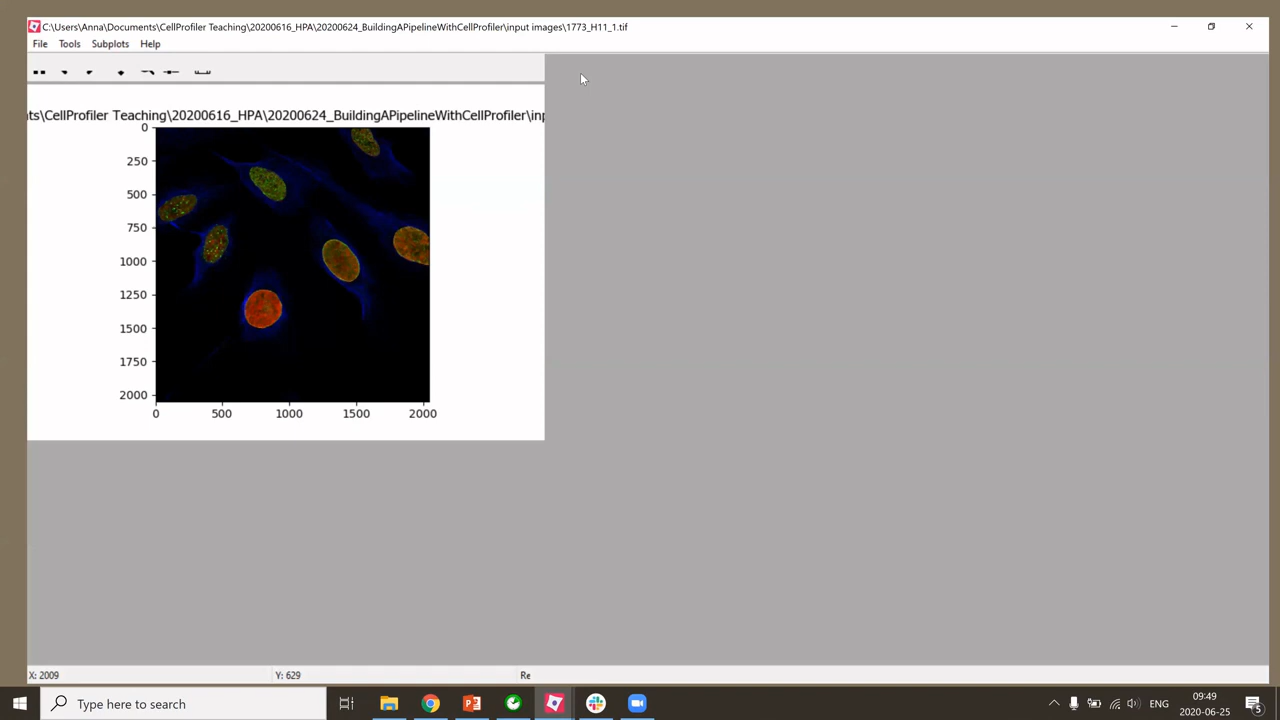 C:\Users\Anna\Documents\CellProfiler Teaching\20200616_HPA\20200624_BuildingAPipelineWithCellProfiler\input images\1773_H11_1.tif
File Tools Subplots Help
ts\CellProfiler Teaching\20200616_HPA\20200624_BuildingAPipelineWithCellProfiler\inp
0
250
500
750
1000
1250
1500
1750
2000
0 500 1000 1500 2000
X: 2009 Y: 629 Re
Type here to search
ENG
09:49
2020-06-25
5